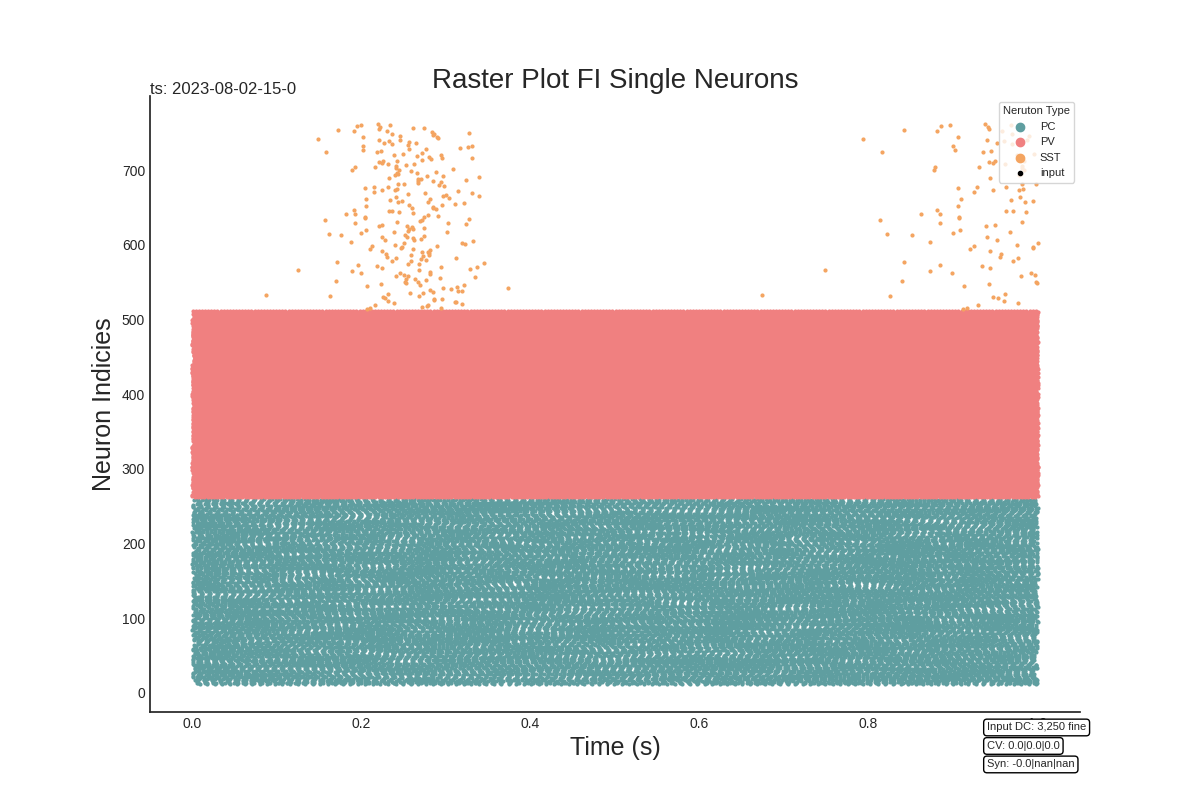 Raster Plot FI Single Neurons
ts: 2023-08-02-15-0
Neruton Type
PC
PV
SST
input
Neuron Indicies
700
600
500
400
300
200
100
0
0.0 0.2 0.4 0.6 0.8
Time (s)
Input DC: 3,250 fine
CV: 0.0|0.0|0.0
Syn: -0.0|nan|nan